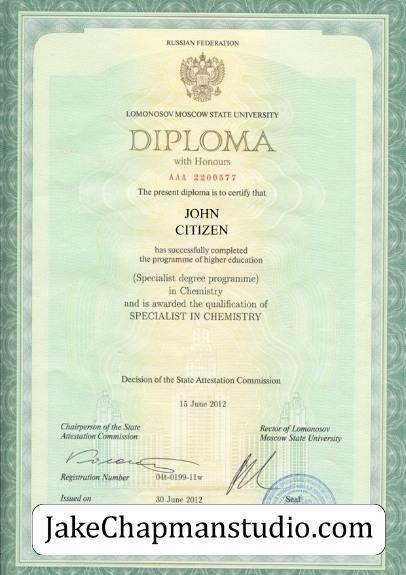 RUSSIAN FEDERATION
LOMONOSOV MOSCOW STATE UNIVERSITY
DIPLOMA
with Honours
AAA 2200577
The present diploma is to certify that
JOHN
CITIZEN
has successfully completed
the programme of higher education
(Specialist degree programme)
in Chemistry
and is awarded the qualification of
SPECIALIST IN CHEMISTRY
Decision of the State Attestation Commission
15 June 2012
Chairperson of the State
Attestation Commission
Rector of Lomonosov
Moscow State University
Registration Number 04t-0199-11w
Issued on 30 June 2012 Seal
JakeChapmanstudio.com